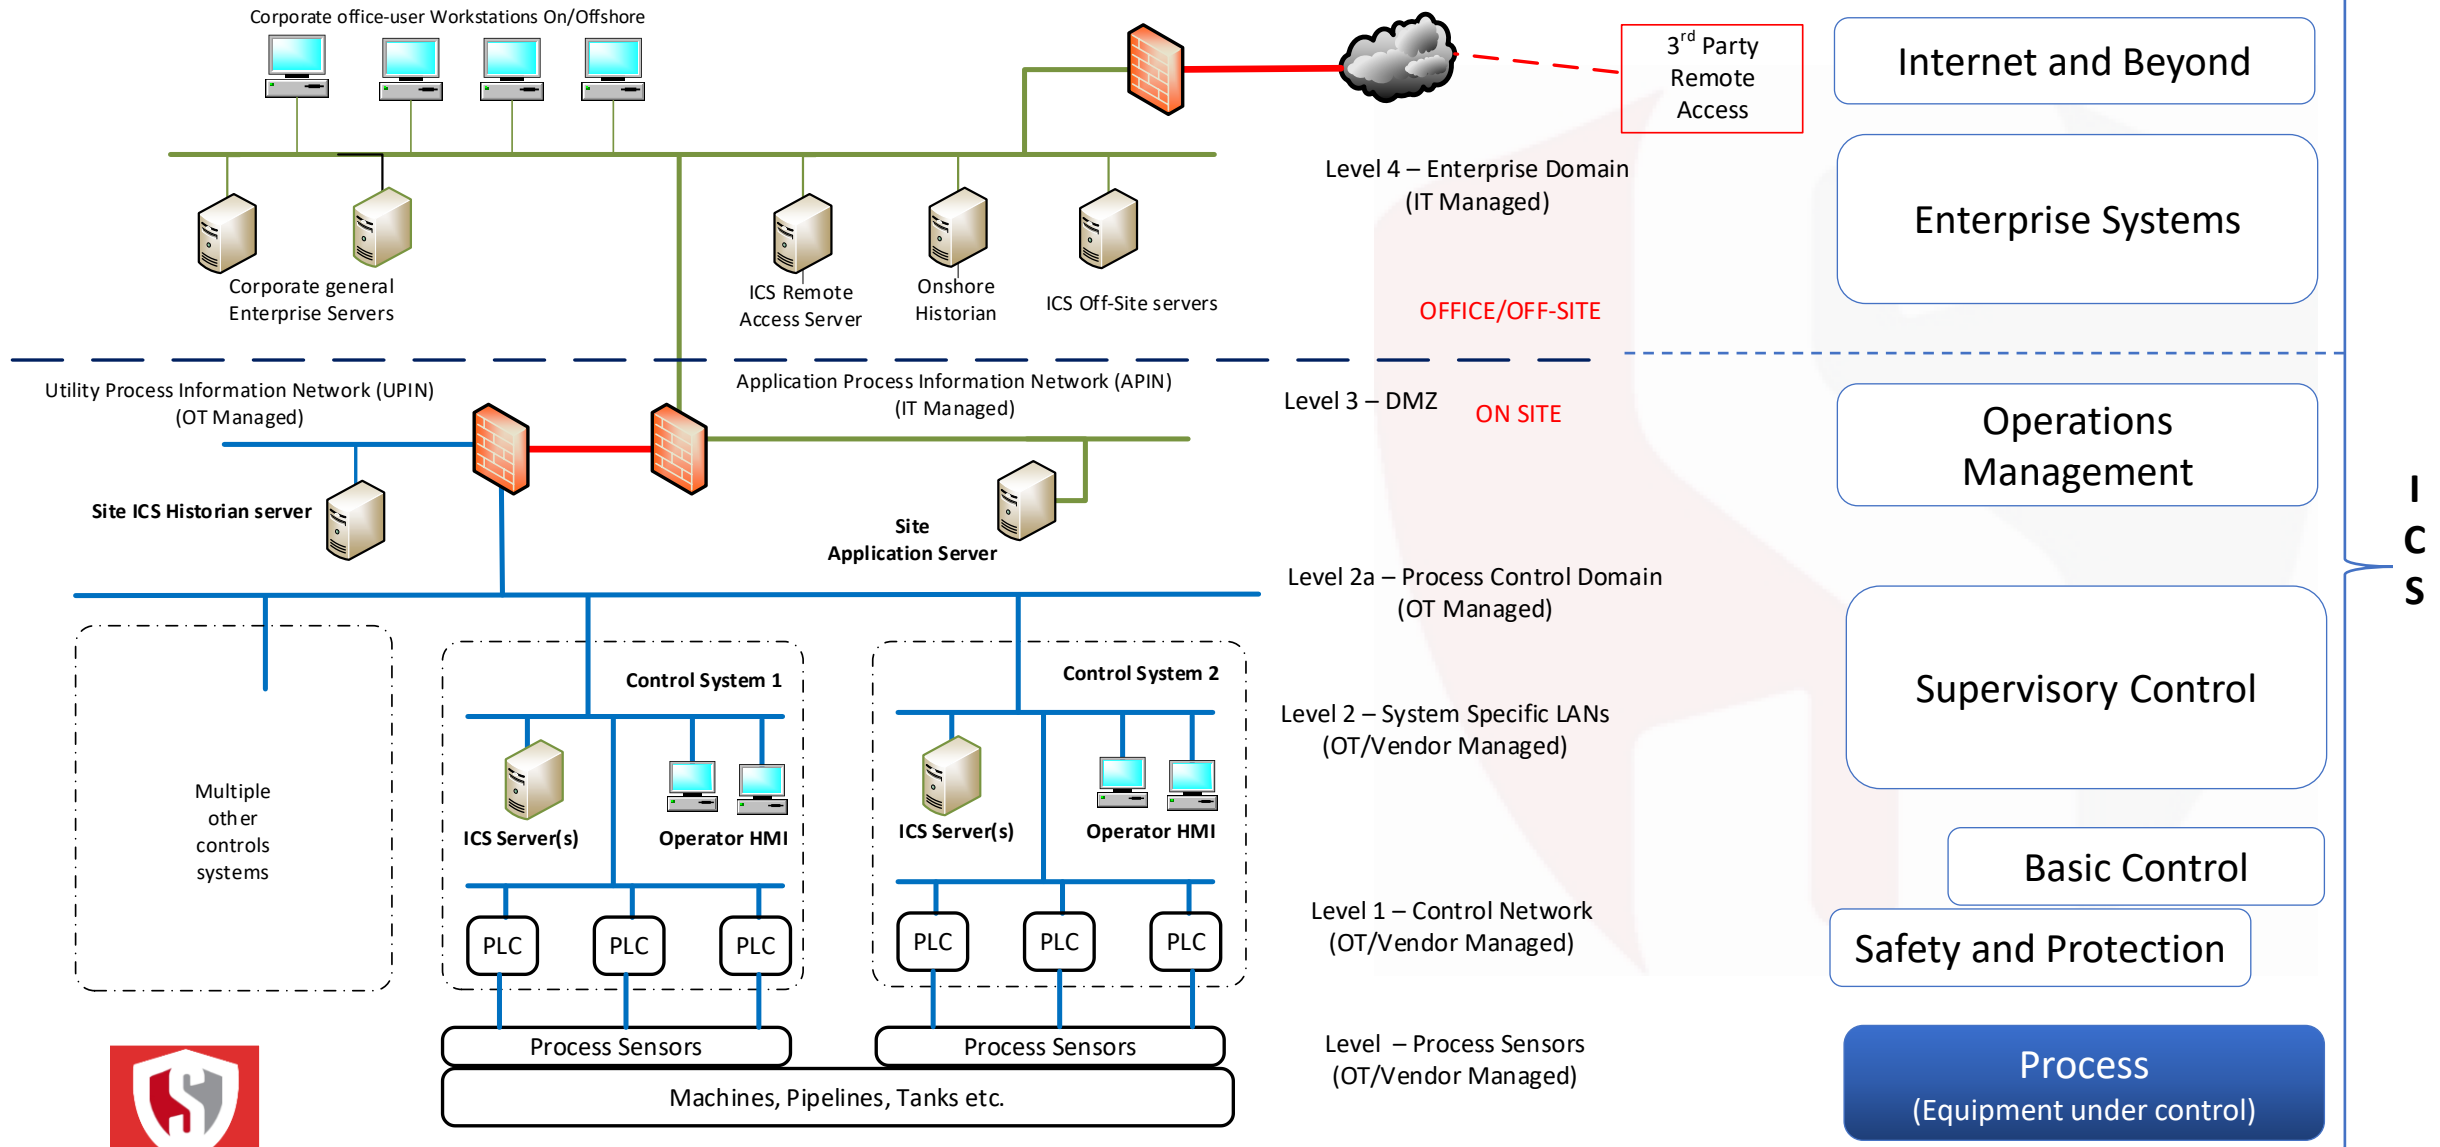 Corporate office-user Workstations On/Offshore
3rd Party
Remote
Access
Internet and Beyond
Level 4 – Enterprise Domain
(IT Managed)
Enterprise Systems
Corporate general
Enterprise Servers
ICS Remote
Access Server
Onshore
Historian
ICS Off-Site servers
OFFICE/OFF-SITE
Utility Process Information Network (UPIN)
(OT Managed)
Application Process Information Network (APIN)
(IT Managed)
Level 3 – DMZ
ON SITE
Operations
Management
Site ICS Historian server
Site
Application Server
I
C
S
Level 2a – Process Control Domain
(OT Managed)
Control System 1
Control System 2
Level 2 – System Specific LANs
(OT/Vendor Managed)
Supervisory Control
Multiple
other
controls
systems
ICS Server(s)
Operator HMI
ICS Server(s)
Operator HMI
Basic Control
PLC
PLC
PLC
PLC
PLC
PLC
Level 1 – Control Network
(OT/Vendor Managed)
Safety and Protection
Process Sensors
Process Sensors
Level  – Process Sensors
(OT/Vendor Managed)
Machines, Pipelines, Tanks etc.
Process
(Equipment under control)